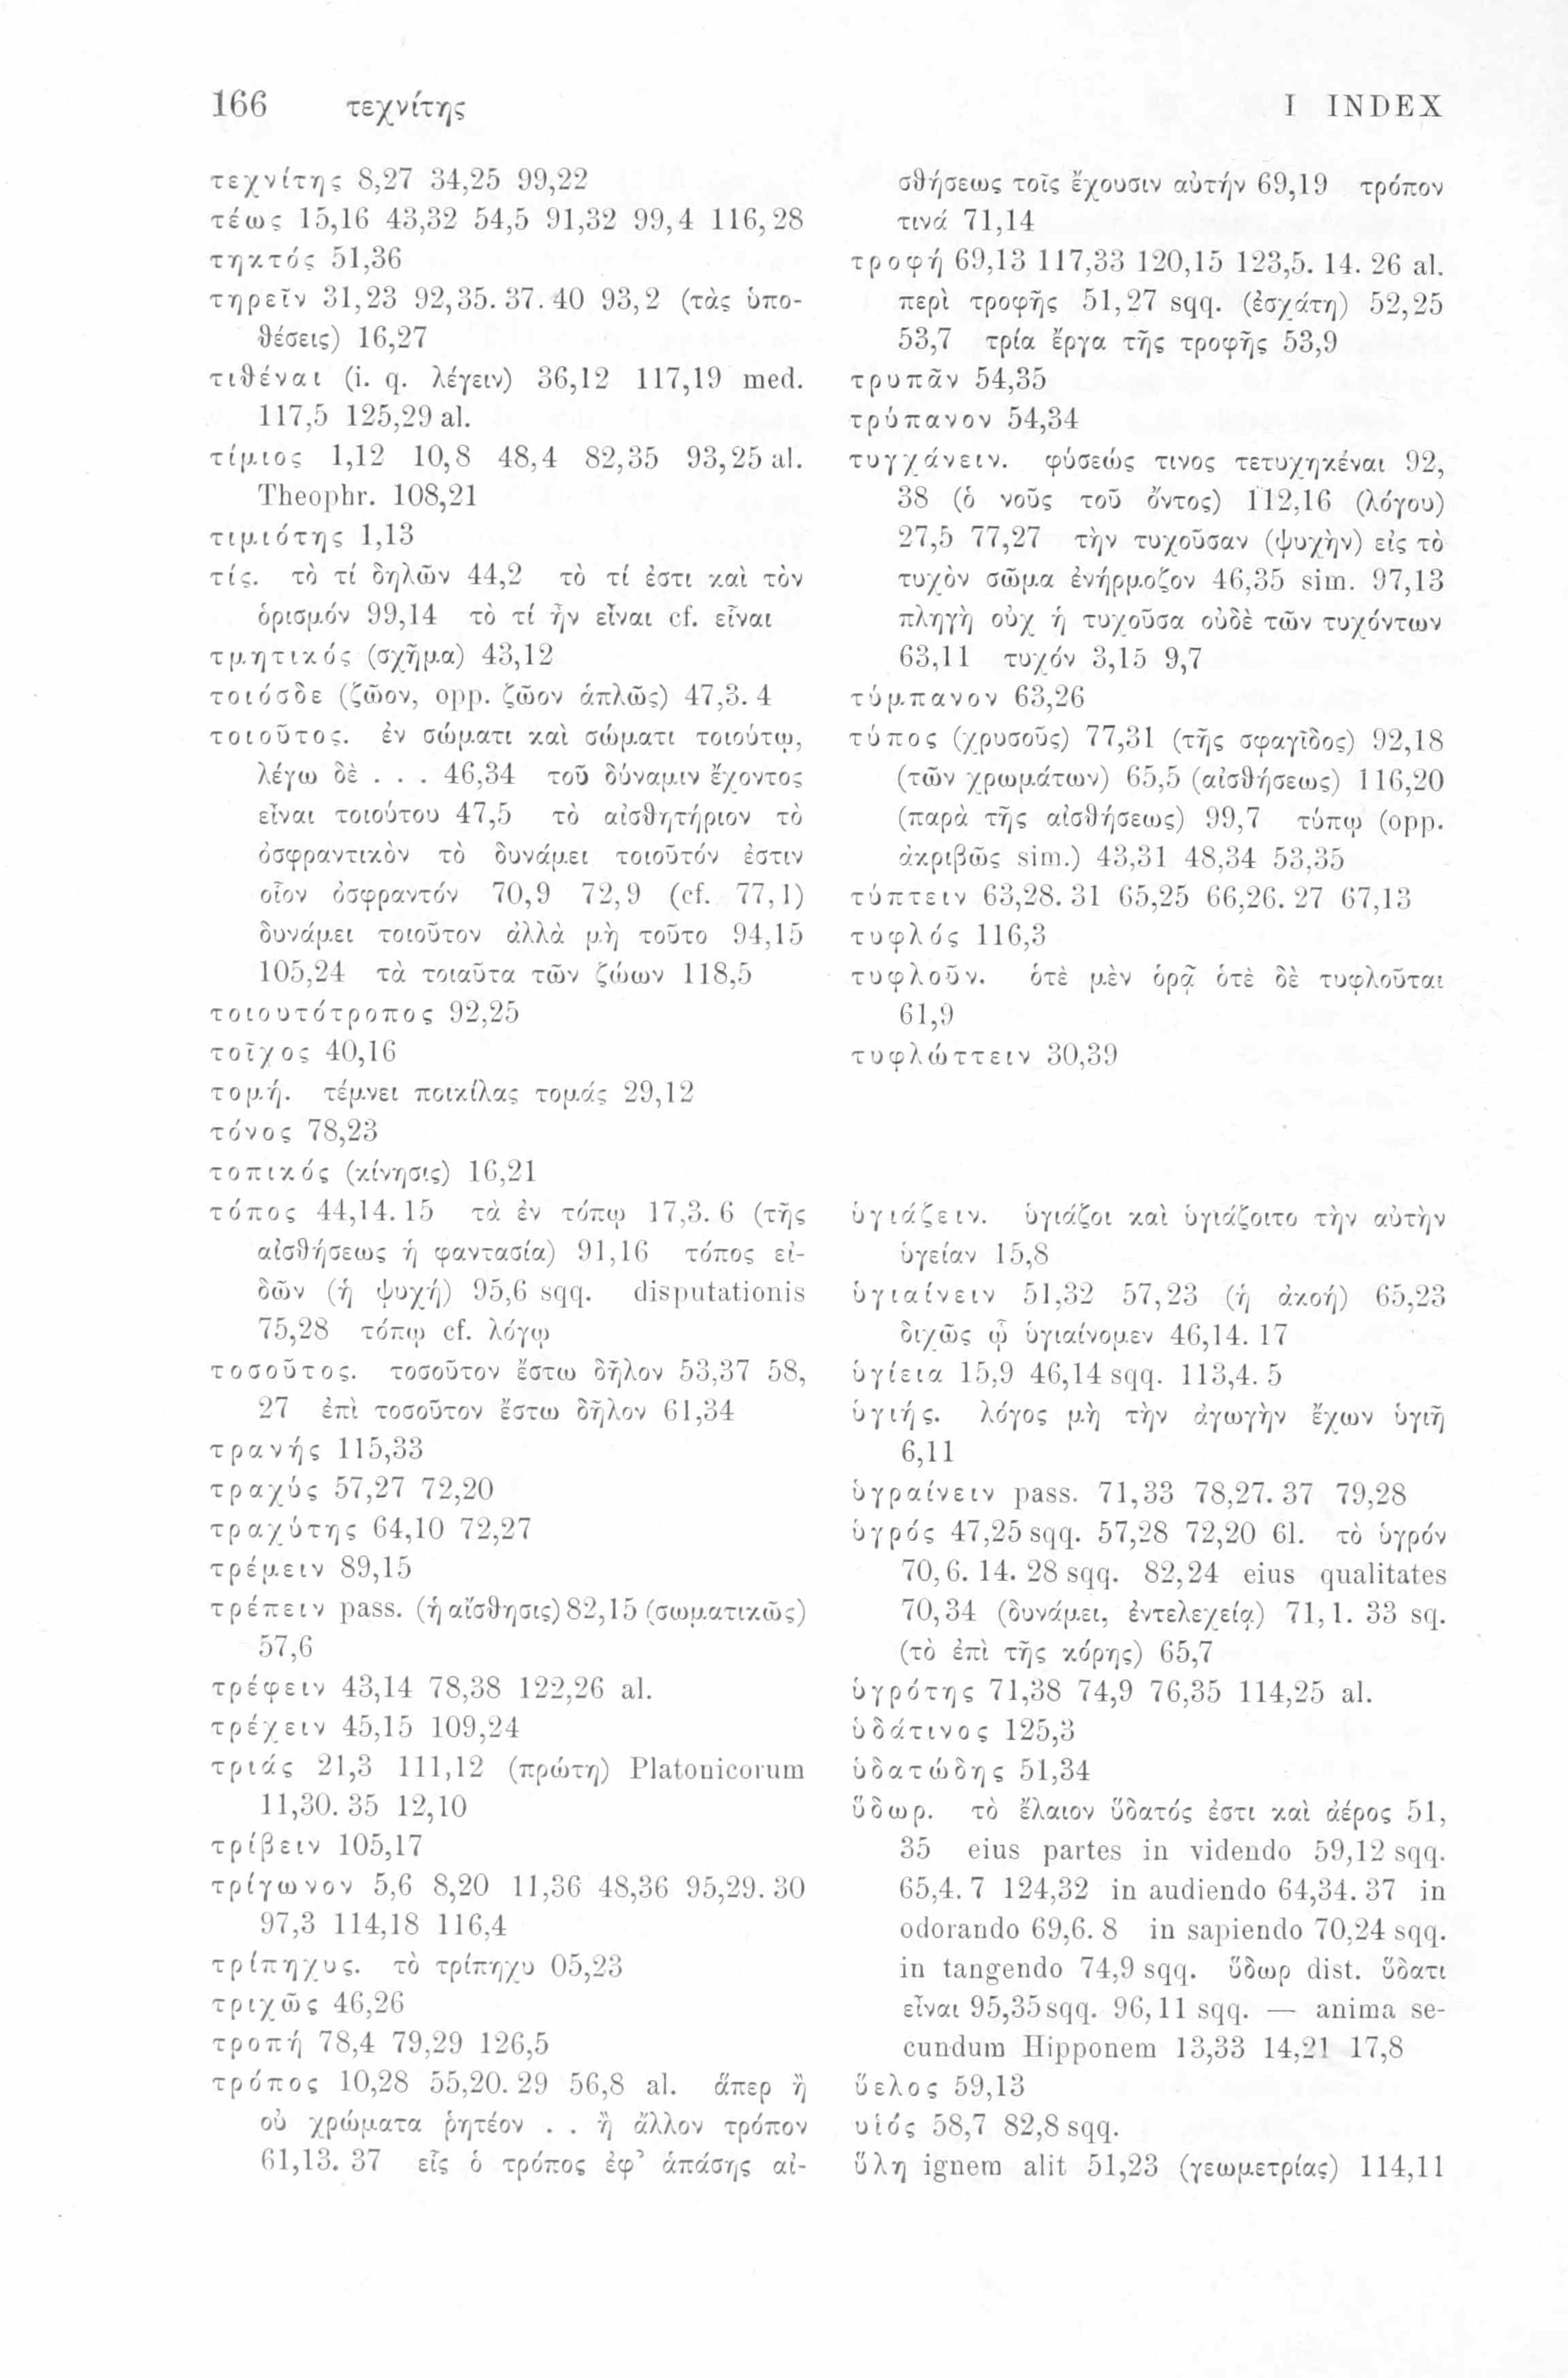 166 τεχνίτης I INDEX
τεχνίτης 8,27 34,25 99,22
τέως 15,16 43,32 54,5 91,32 99,4 116,28
τηκτός 51,36
τηρεῖν 31,23 92,35. 37. 40 93,2 (τὰς ὑπο-
θέσεις) 16,27
τιθέναι (i. q. λέγειν) 36,12 117,19 med.
117,5 125,29 al.
τίμιος 1,12 10,8 48,4 82,35 93,25 al.
Theophr. 108,21
τιμιότης 1,13
τίς. τὸ τί δηλῶν 44,2 τὸ τί ἐστι καὶ τὸν
ὁρισμόν 99,14 τὸ τί ἦν εἶναι cf. εἶναι
τμητικός (σχῆμα) 43,12
τοιόσδε (ζῶον, opp. ζῶον ἁπλῶς) 47,3. 4
τοιοῦτος. ἐν σώματι καὶ σώματι τοιούτῳ,
λέγω δὲ . . . 46,34 τοῦ δύναμιν ἔχοντος
εἶναι τοιούτου 47,5 τὸ αἰσθητήριον τὸ
ὀσφραντικὸν τὸ δυνάμει τοιοῦτόν ἐστιν
οἷον ὀσφραντόν 70,9 72,9 (cf. 77,1)
δυνάμει τοιοῦτον ἀλλὰ μὴ τοῦτο 94,15
105,24 τὰ τοιαῦτα τῶν ζώων 118,5
τοιουτότροπος 92,25
τοῖχος 40,16
τομή. τέμνει ποικίλας τομάς 29,12
τόνος 78,23
τοπικός (κίνησις) 16,21
τόπος 44,14. 15 τὰ ἐν τόπῳ 17,3. 6 (τῆς
αἰσθήσεως ἡ φαντασία) 91,16 τόπος εἰ-
δῶν (ἡ ψυχή) 95,6 sqq. disputationis
75,28 τόπῳ cf. λόγῳ
τοσοῦτος. τοσοῦτον ἔστω δῆλον 53,37 58,
27 ἐπὶ τοσοῦτον ἔστω δῆλον 61,34
τρανής 115,33
τραχύς 57,27 72,20
τραχύτης 64,10 72,27
τρέμειν 89,15
τρέπειν pass. (ἡ αἴσθησις) 82,15 (σωματικῶς)
57,6
τρέφειν 43,14 78,38 122,26 al.
τρέχειν 45,15 109,24
τριάς 21,3 111,12 (πρώτη) Platonicorum
11,30. 35 12,10
τρίβειν 105,17
τρίγωνον 5,6 8,20 11,36 48,36 95,29. 30
97,3 114,18 116,4
τρίπηχυς. τὸ τρίπηχυ 05,23
τριχῶς 46,26
τροπή 78,4 79,29 126,5
τρόπος 10,28 55,20. 29 56,8 al. ἅπερ ἢ
οὐ χρώματα ῥητέον . . ἢ ἄλλον τρόπον
61,13. 37 εἷς ὁ τρόπος ἐφ’ ἁπάσης αἰ-
σθήσεως τοῖς ἔχουσιν αὐτήν 69,19 τρόπον
τινά 71,14
τροφή 69,13 117,33 120,15 123,5. 14. 26 al.
περὶ τροφῆς 51,27 sqq. (ἐσχάτη) 52,25
53,7 τρία ἔργα τῆς τροφῆς 53,9
τρυπᾶν 54,35
τρύπανον 54,34
τυγχάνειν. φύσεώς τινος τετυχηκέναι 92,
38 (ὁ νοῦς τοῦ ὄντος) 112,16 (λόγου)
27,5 77,27 τὴν τυχοῦσαν (ψυχὴν) εἰς τὸ
τυχὸν σῶμα ἐνήρμοζον 46,35 sim. 97,13
πληγὴ οὐχ ἡ τυχοῦσα οὐδὲ τῶν τυχόντων
63,11 τυχόν 3,15 9,7
τύμπανον 63,26
τύπος (χρυσοῦς) 77,31 (τῆς σφαγῖδος) 92,18
(τῶν χρωμάτων) 65,5 (αἰσθήσεως) 116,20
(παρὰ τῆς αἰσθήσεως) 99,7 τύπῳ (opp.
ἀκριβῶς sim.) 43,31 48,34 53,35
τύπτειν 63,28. 31 65,25 66,26. 27 67,13
τυφλός 116,3
τυφλοῦν. ὁτὲ μὲν ὁρᾷ ὁτὲ δὲ τυφλοῦται
61,9
τυφλώττειν 30,39
ὑγιάζειν. ὑγιάζοι καὶ ὑγιάζοιτο τὴν αὐτὴν
ὑγείαν 15,8
ὑγιαίνειν 51,32 57,23 (ἡ ἀκοή) 65,23
διχῶς ᾧ ὑγιαίνομεν 46,14. 17
ὑγίεια 15,9 46,14 sqq. 113,4. 5
ὑγιής. λόγος μὴ τὴν ἀγωγὴν ἔχων ὑγιῆ
6,11
ὑγραίνειν pass. 71,33 78,27. 37 79,28
ὑγρός 47,25 sqq. 57,28 72,20 61. τὸ ὑγρόν
70,6. 14. 28 sqq. 82,24 eius qualitates
70,34 (δυνάμει, ἐντελεχείᾳ) 71,1. 33 sq.
(τὸ ἐπὶ τῆς κόρης) 65,7
ὑγρότης 71,38 74,9 76,35 114,25 al.
ὑδάτινος 125,3
ὑδατώδης 51,34
ὕδωρ. τὸ ἔλαιον ὕδατός ἐστι καὶ ἀέρος 51,
35 eius partes in videndo 59,12 sqq.
65,4. 7 124,32 in audiendo 64,34. 37 in
odorando 69,6. 8 in sapiendo 70,24 sqq.
in tangendo 74,9 sqq. ὕδωρ dist. ὕδατι
εἶναι 95,35 sqq. 96,11 sqq. — anima se-
cundum Hipponem 13,33 14,21 17,8
ὕελος 59,13
υἱός 58,7 82,8 sqq.
ὕλη ignem alit 51,23 (γεωμετρίας) 114,11